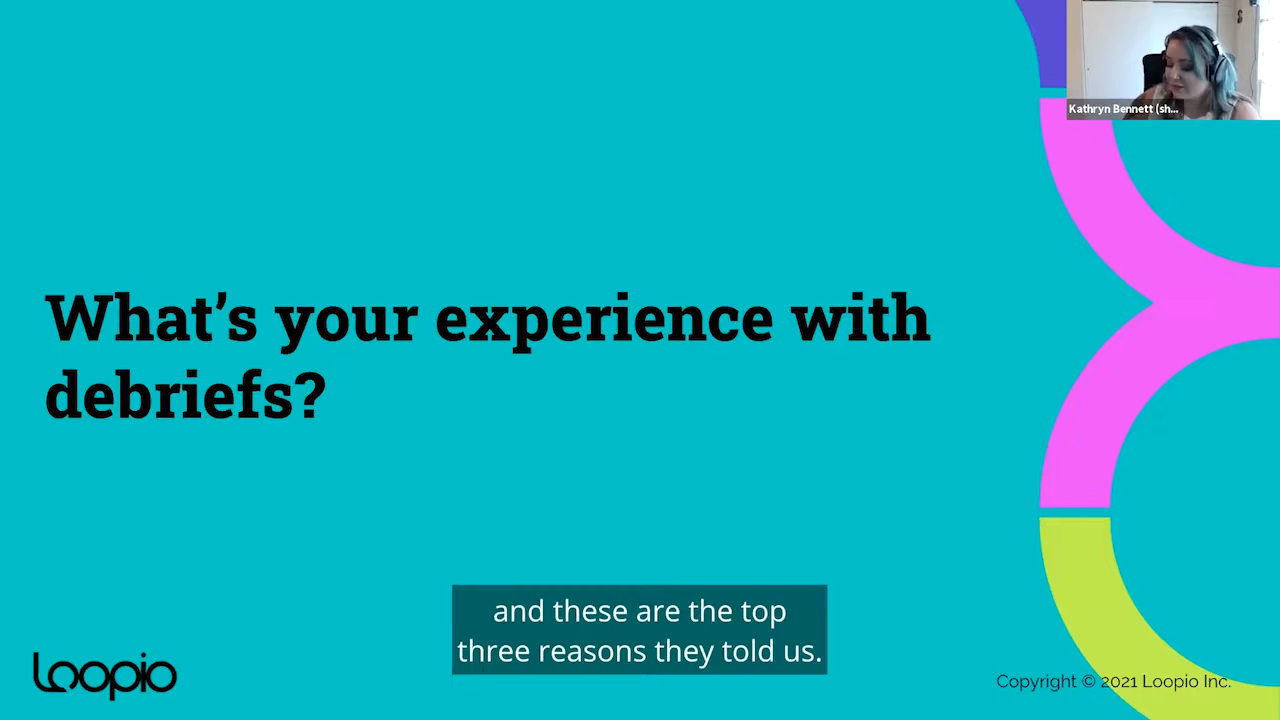 Kathryn Bennett (sh...
What's your experience with
debriefs?
and these are the top
three reasons they told us.
Loopio
Copyright © 2021 Loopio Inc.